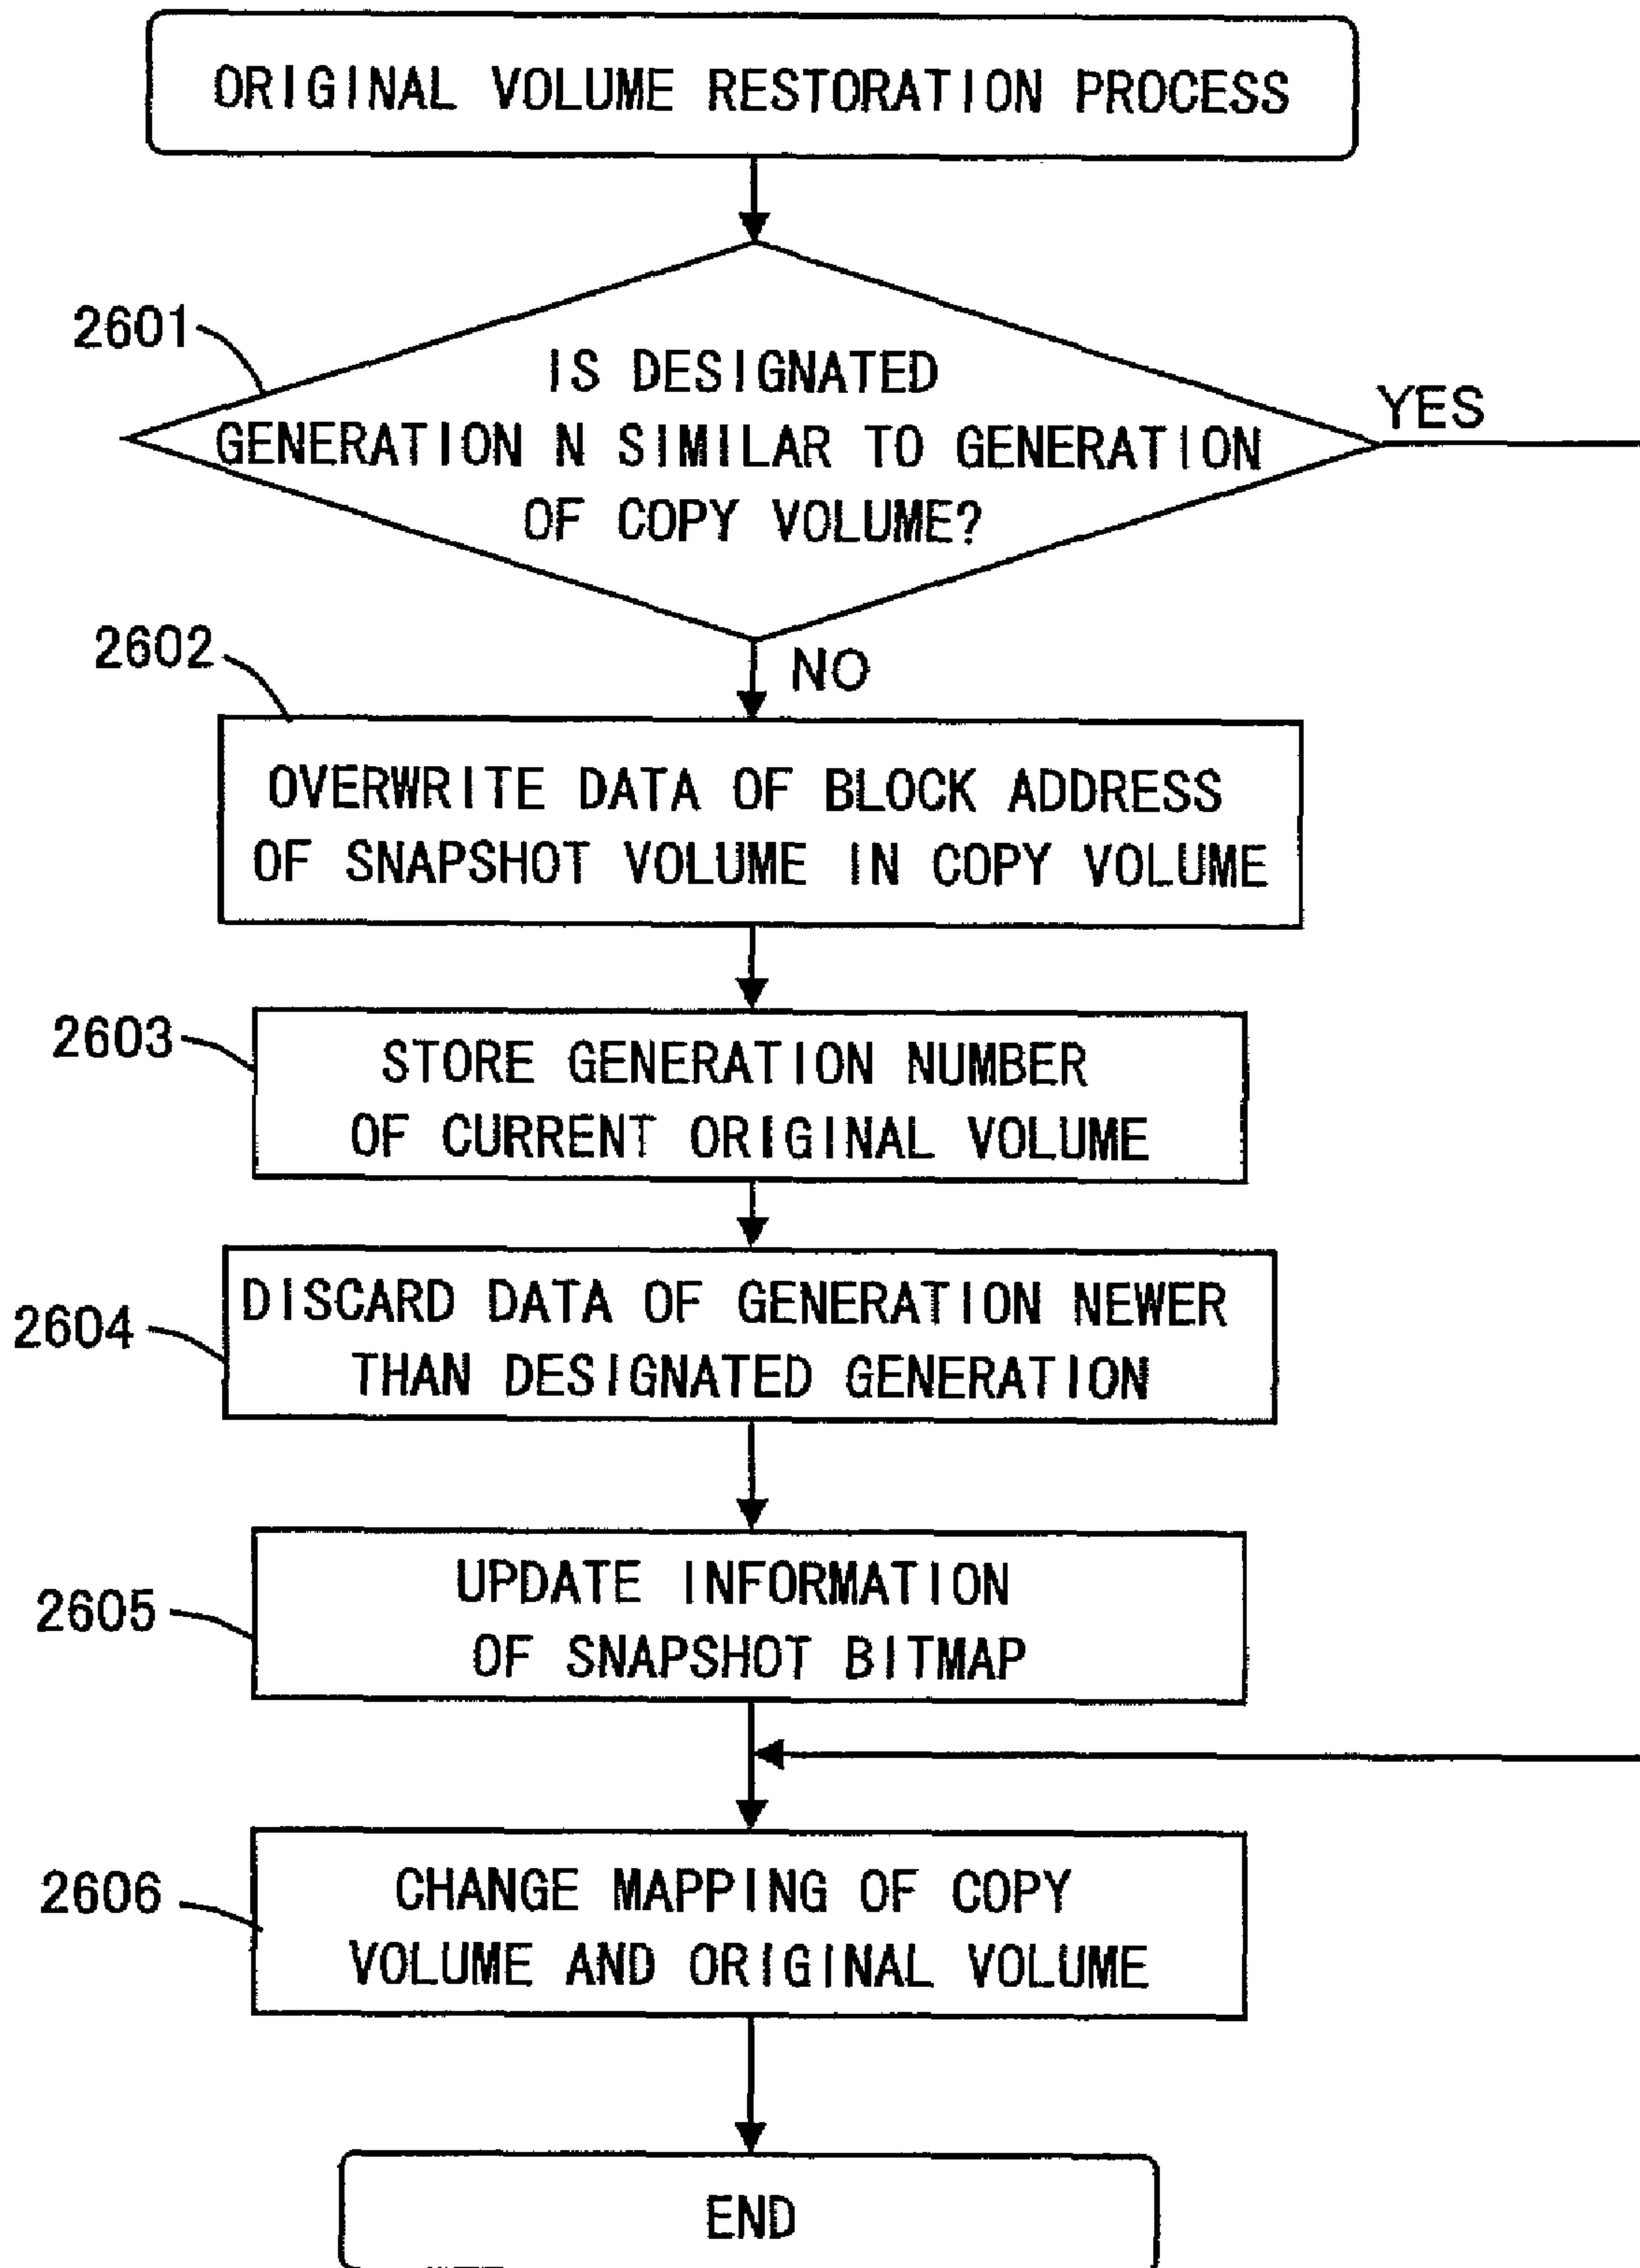 ORIGINAL VOLUME RESTORATION PROCESS
2601
IS DESIGNATED
GENERATION N SIMILAR TO GENERATION
OF COPY VOLUME?
YES
NO
2602
OVERWRITE DATA OF BLOCK ADDRESS
OF SNAPSHOT VOLUME IN COPY VOLUME
2603
STORE GENERATION NUMBER
OF CURRENT ORIGINAL VOLUME
2604
DISCARD DATA OF GENERATION NEWER
THAN DESIGNATED GENERATION
2605
UPDATE INFORMATION
OF SNAPSHOT BITMAP
2606
CHANGE MAPPING OF COPY
VOLUME AND ORIGINAL VOLUME
END